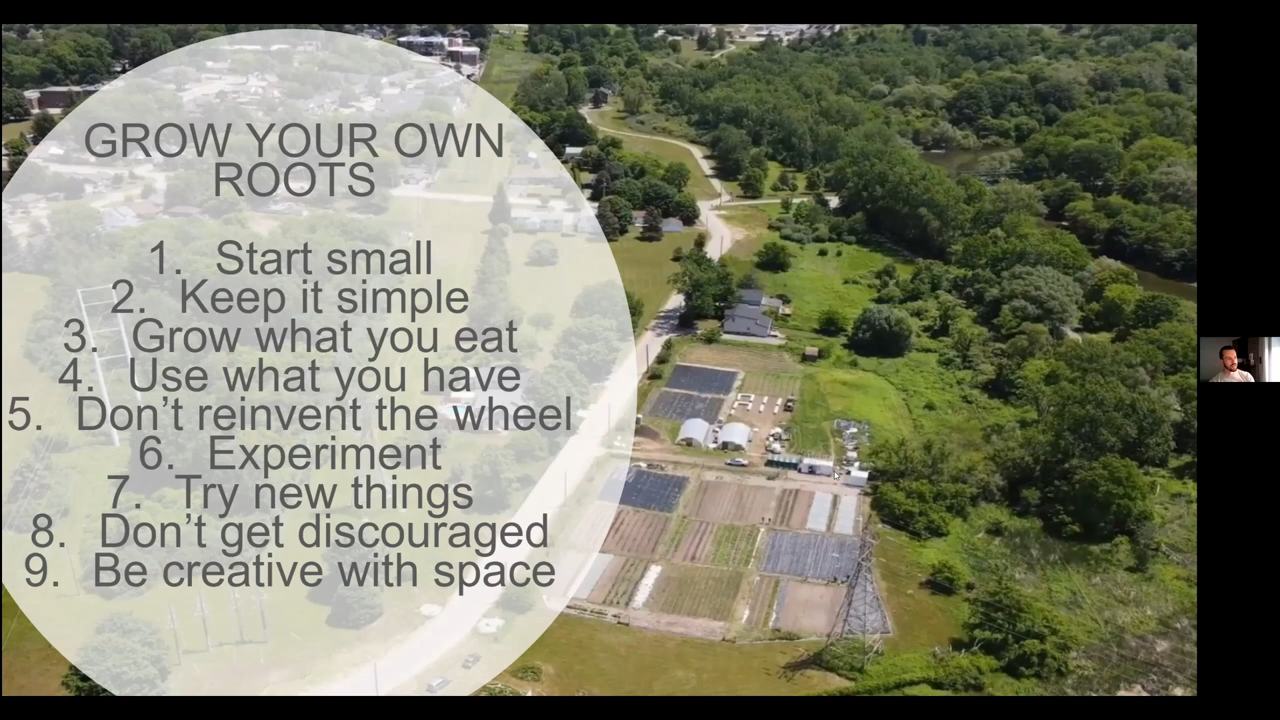 GROW YOUR OWN
ROOTS
1. Start small
2. Keep it simple
3. Grow what you eat
4. Use what you have
5. Don’t reinvent the wheel
6. Experiment
7. Try new things
8. Don’t get discouraged
9. Be creative with space